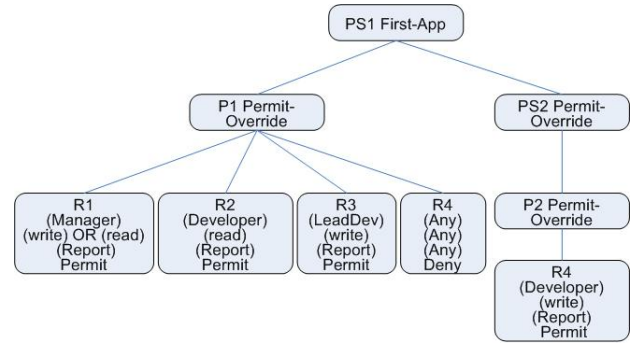 PS1 First-App
P1 Permit-
Override
PS2 Permit-
Override
R1
(Manager)
(write) OR (read)
(Report)
Permit
R2
(Developer)
(read)
(Report)
Permit
R3
(LeadDev)
(write)
(Report)
Permit
R4
(Any)
(Any)
(Any)
Deny
P2 Permit-
Override
R4
(Developer)
(write)
(Report)
Permit